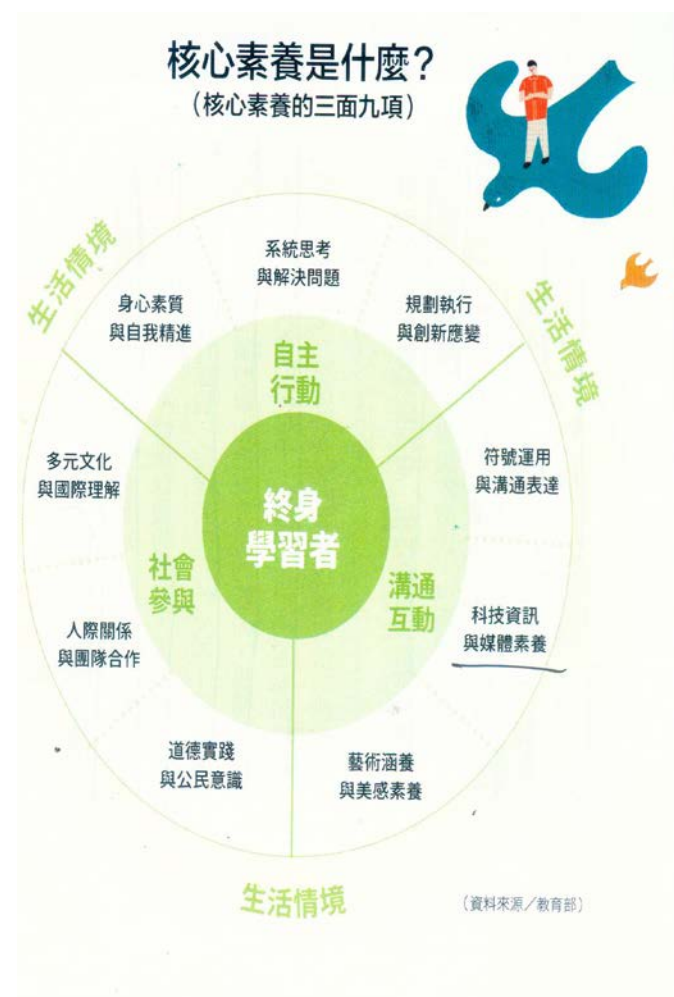 核心素養是什麼？
（核心素養的三面九項）
生活情境
系統思考
與解決問題
身心素質
與自我精進
規劃執行
與創新應變
生活情境
自主
行動
多元文化
與國際理解
符號運用
與溝通表達
終身
學習者
社會
參與
溝通
互動
人際關係
與團隊合作
科技資訊
與媒體素養
道德實踐
與公民意識
藝術涵養
與美感素養
生活情境
（資料來源／教育部）